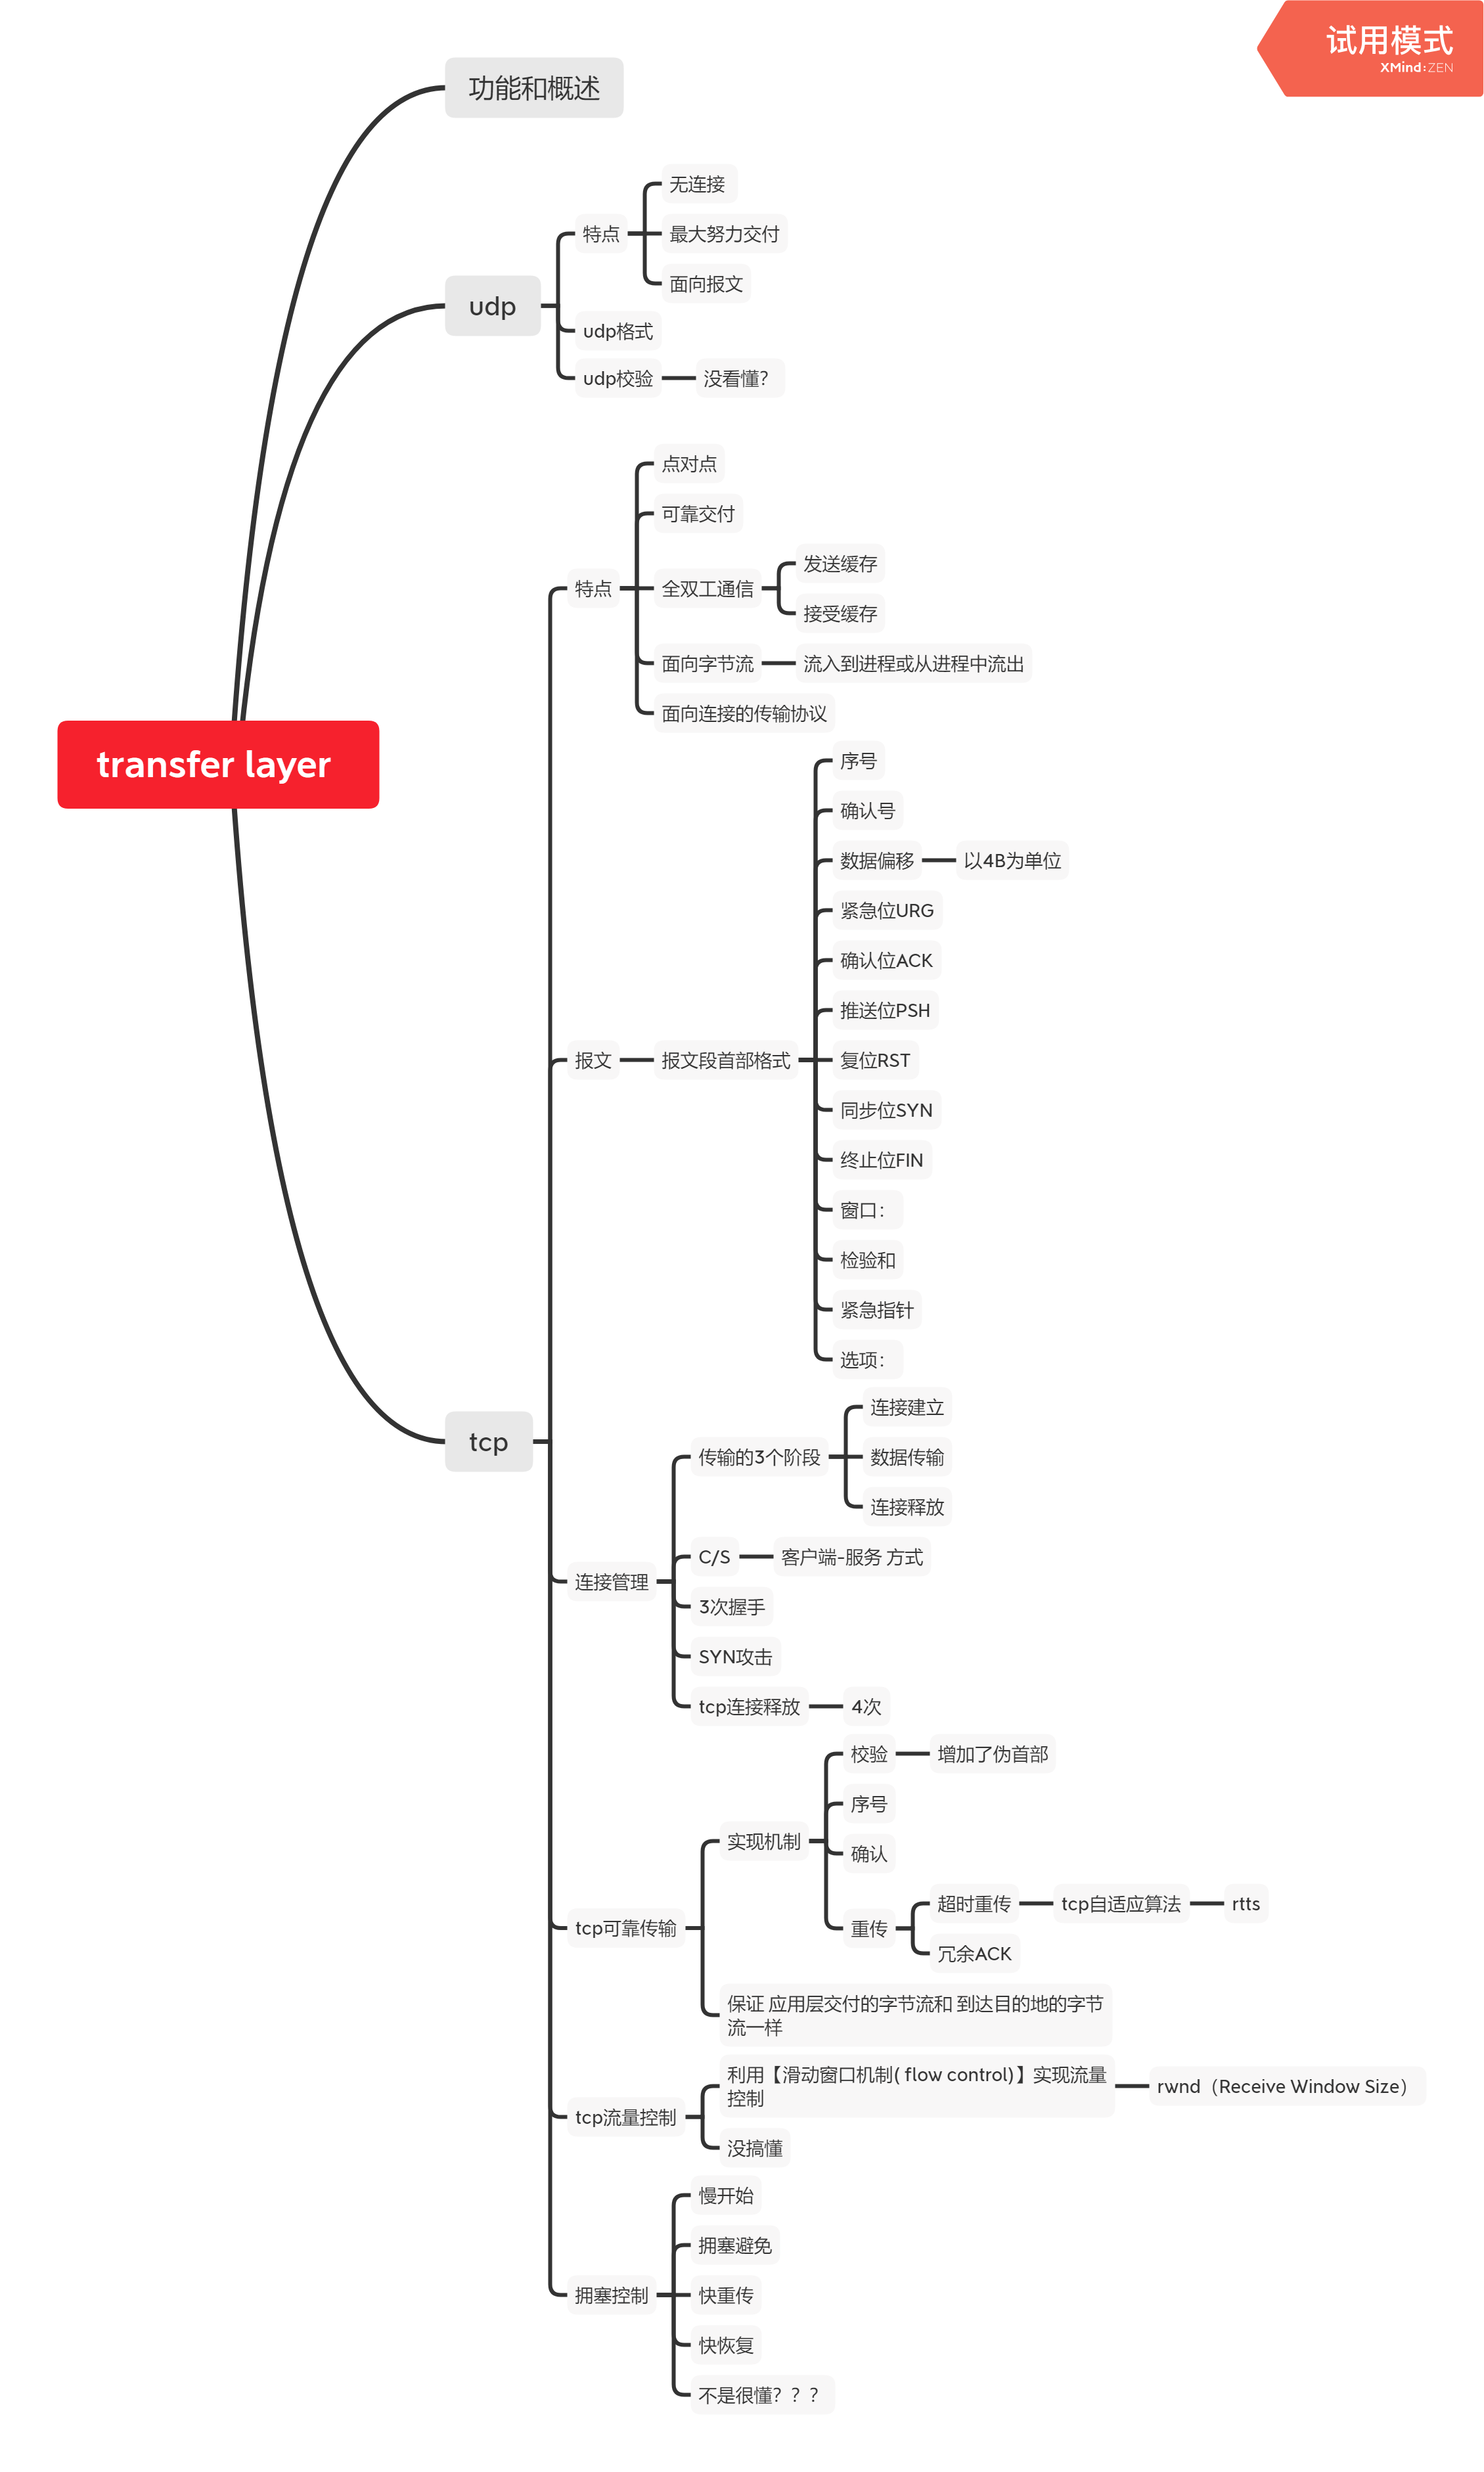 试用模式
XMind:ZEN
功能和概述
无连接
特点
最大努力交付
面向报文
udp
udp格式
udp校验
没看懂?
点对点
可靠交付
发送缓存
特点
全双工通信
接受缓存
面向字节流
流入到进程或从进程中流出
面向连接的传输协议
transfer layer
序号
确认号
数据偏移
以4B为单位
紧急位URG
确认位ACK
推送位PSH
报文
报文段首部格式
复位RST
同步位SYN
终止位FIN
窗口:
检验和
紧急指针
选项:
连接建立
tcp
传输的3个阶段
数据传输
连接释放
C/S
客户端-服务 方式
连接管理
3次握手
SYN攻击
tcp连接释放
4次
校验
增加了伪首部
序号
实现机制
确认
超时重传
tcp自适应算法
rtts
tcp可靠传输
重传
冗余ACK
保证 应用层交付的字节流和 到达目的地的字节
流一样
利用【滑动窗口机制( flow control)】实现流量
控制
rwnd（Receive Window Size）
tcp流量控制
没搞懂
慢开始
拥塞避免
拥塞控制
快重传
快恢复
不是很懂？？？